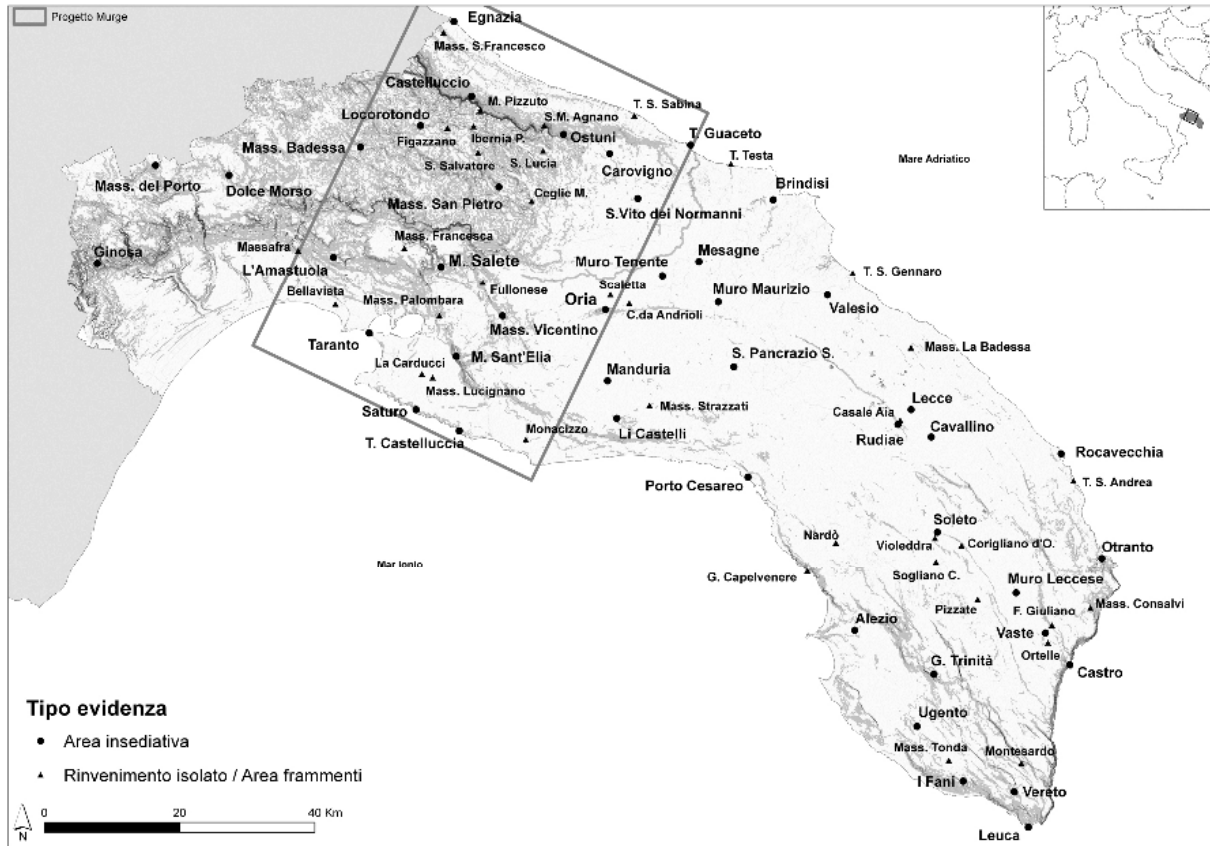 Progetto Murge
Egnazia
Mass. S.Francesco
Castelluccio
M. Pizzuto
T. S. Sabina
Locorotondo
S.M. Agnano
Figazzano
Ibernia P.
Ostuni
T. Guaceto
Mass. Badessa
S. Salvatore
S. Lucia
Carovigno
T. Testa
Mare Adriatico
Mass. del Porto
Dolce Morso
Mass. San Pietro
Ceglie M.
Brindisi
S.Vito dei Normanni
Massafra
Mass. Francesca
Mesagne
Ginosa
L'Amastuola
M. Salete
Muro Tenente
T. S. Gennaro
Bellavista
Fullonese
Scaletta
Mass. Palombara
Oria
C.da Andrioli
Muro Maurizio
Valesio
Taranto
Mass. Vicentino
Mass. La Badessa
M. Sant'Elia
S. Pancrazio S.
La Carducci
Manduria
Mass. Lucignano
Mass. Strazzati
Lecce
Saturo
Casale Aia
T. Castelluccia
Monacizzo
Li Castelli
Rudiae
Cavallino
Rocavecchia
Porto Cesareo
T. S. Andrea
Soleto
Nardò
Violeddra
Corigliano d'O.
Otranto
Mar Ionio
G. Capelvenere
Sogliano C.
Muro Leccese
Pizzate
F. Giuliano
Mass. Consalvi
Alezio
Vaste
Ortelle
G. Trinità
Castro
Ugento
Mass. Tonda
Montesardo
I Fani
Vereto
Leuca
Tipo evidenza
Area insediativa
Rinvenimento isolato / Area frammenti
0 20 40 Km
N